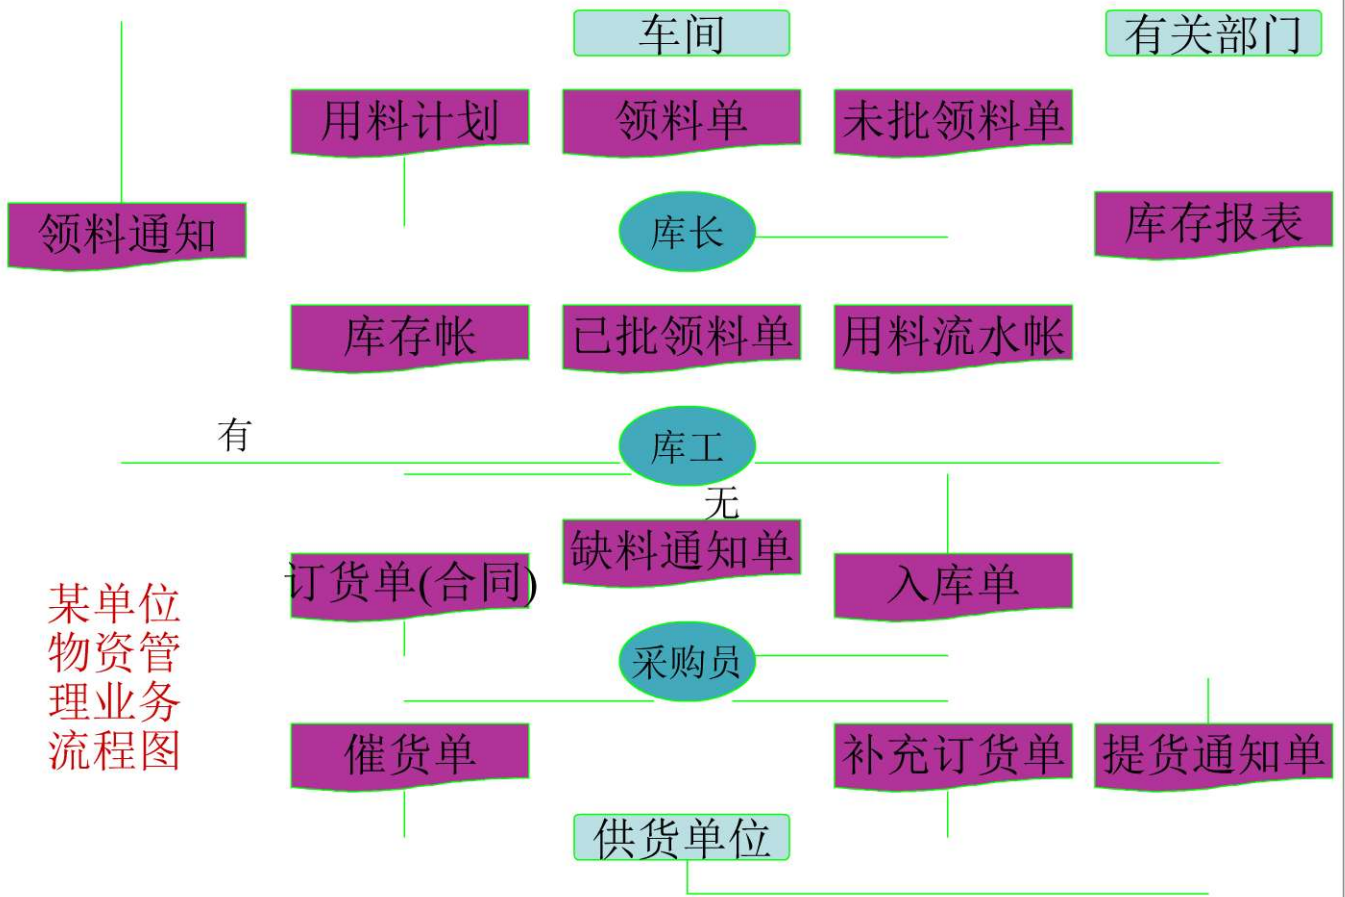 车间
有关部门
用料计划
领料单
未批领料单
领料通知
库长
库存报表
库存帐
已批领料单
用料流水帐
有
库工
无
缺料通知单
订货单(合同)
入库单
某单位
物资管
理业务
流程图
采购员
催货单
补充订货单
提货通知单
供货单位